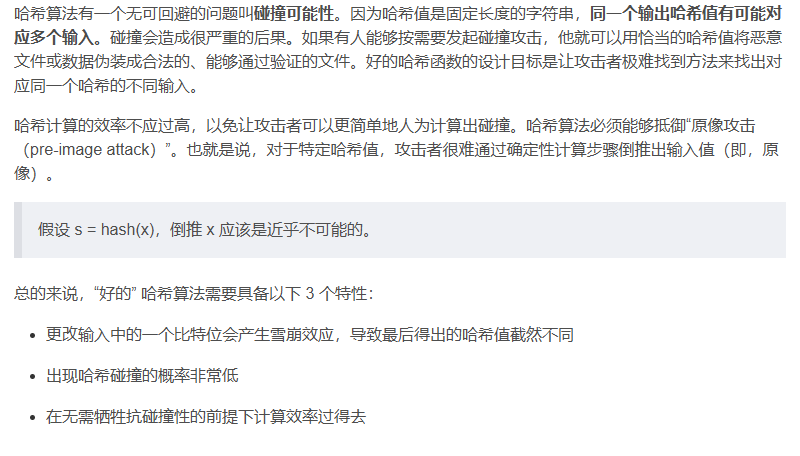 哈希算法有一个无可回避的问题叫碰撞可能性。因为哈希值是固定长度的字符串，同一个输出哈希值有可能对
应多个输入。碰撞会造成很严重的后果。如果有人能够按需要发起碰撞攻击，他就可以用恰当的哈希值将恶意
文件或数据伪装成合法的、能够通过验证的文件。好的哈希函数的设计目标是让攻击者极难找到方法来找出对
应同一个哈希的不同输入。
哈希计算的效率不应过高，以免让攻击者可以更简单地人为计算出碰撞。哈希算法必须能够抵御“原像攻击
（pre-image attack）”。也就是说，对于特定哈希值，攻击者很难通过确定性计算步骤倒推出输入值（即，原
像）。
假设 s = hash(x)，倒推 x 应该是近乎不可能的。
总的来说，“好的” 哈希算法需要具备以下 3 个特性：
• 更改输入中的一个比特位会产生雪崩效应，导致最后得出的哈希值截然不同
• 出现哈希碰撞的概率非常低
• 在无需牺牲抗碰撞性的前提下计算效率过得去